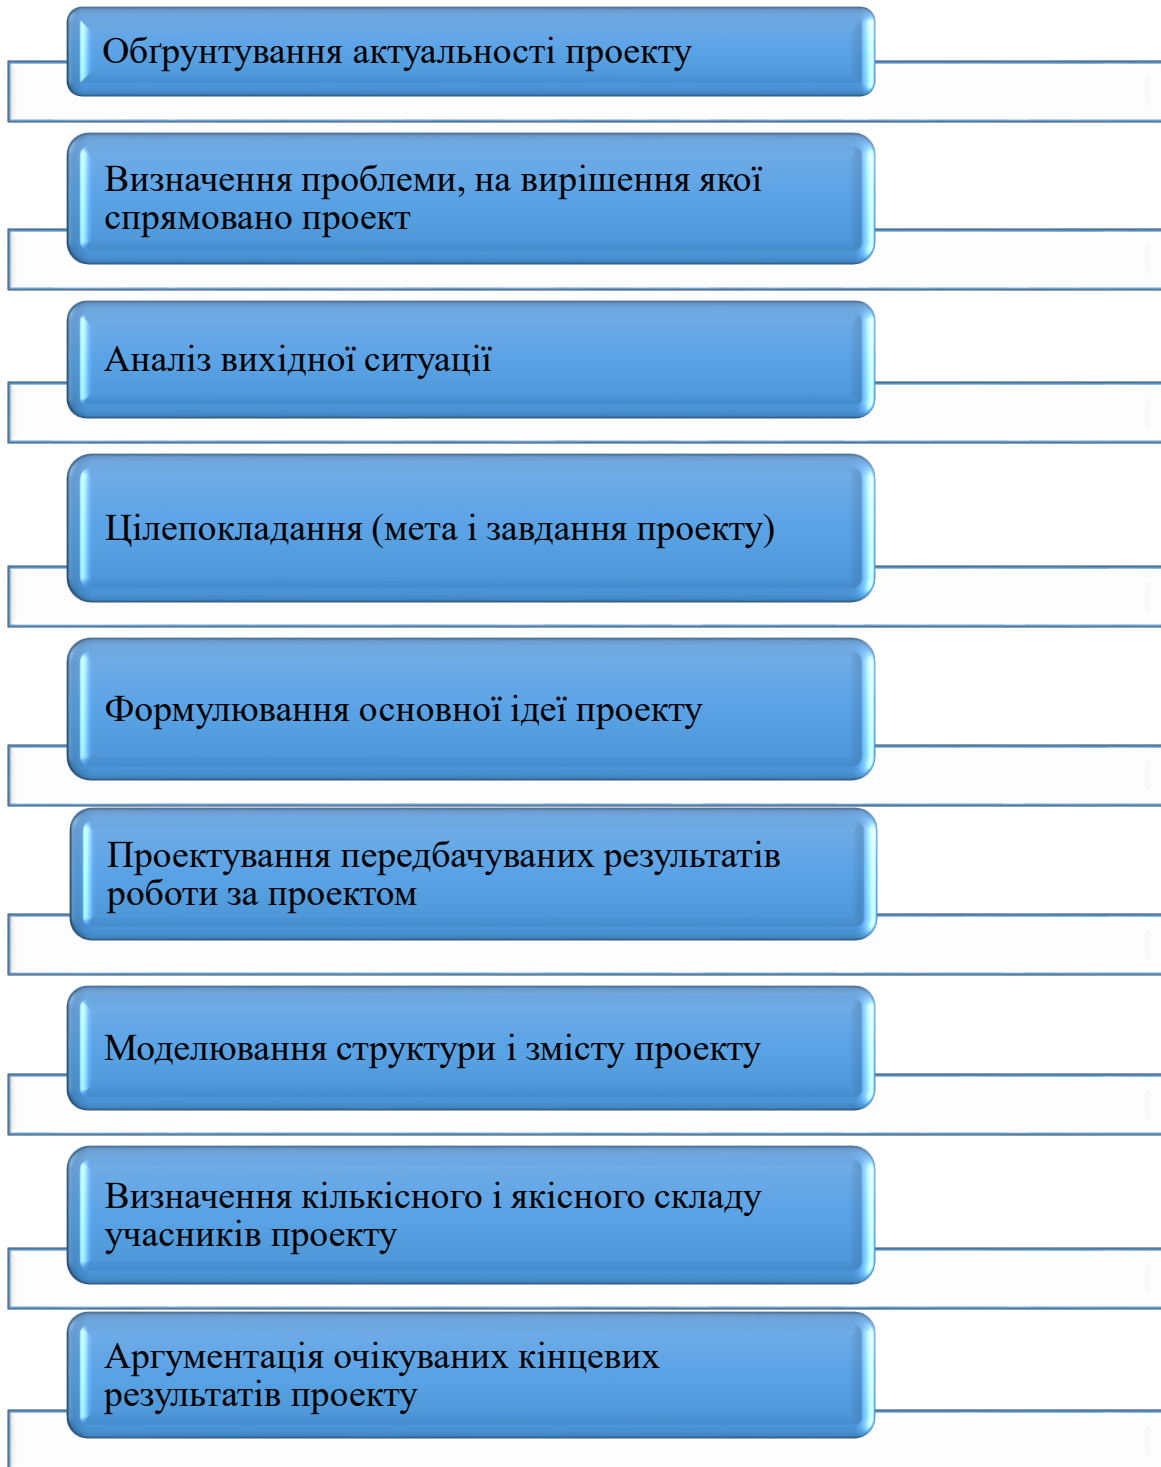 Обґрунтування актуальності проекту
Визначення проблеми, на вирішення якої
спрямовано проект
Аналіз вихідної ситуації
Цілепокладання (мета і завдання проекту)
Формулювання основної ідеї проекту
Проектування передбачуваних результатів
роботи за проектом
Моделювання структури і змісту проекту
Визначення кількісного і якісного складу
учасників проекту
Аргументація очікуваних кінцевих
результатів проекту